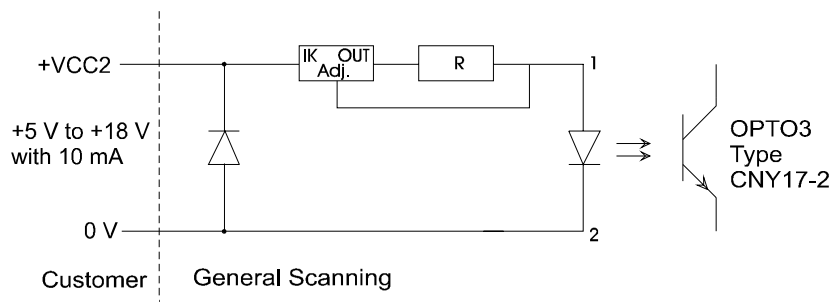 +VCC2
IK OUT
Adj.
R
1
+5 V to +18 V
with 10 mA
OPTO3
Type
CNY17-2
0 V
2
Customer
General Scanning